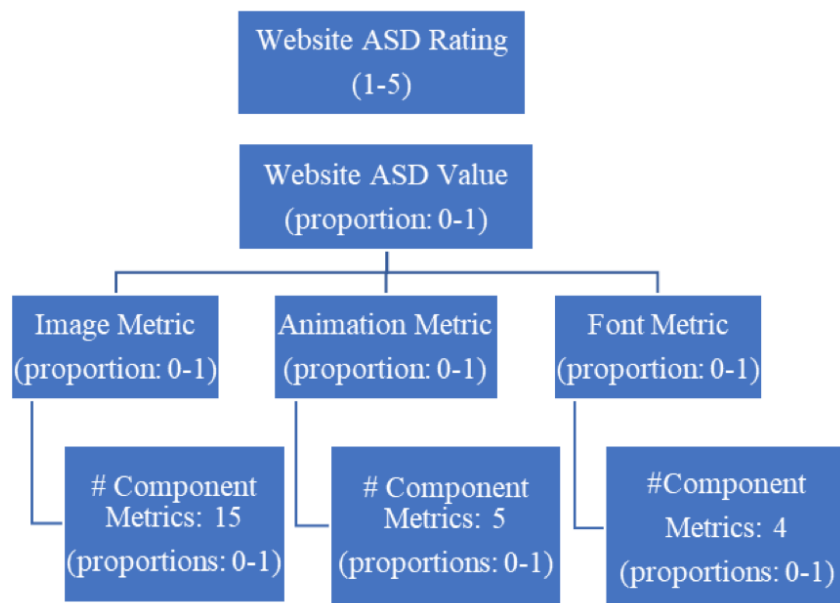 Website ASD Rating
(1-5)
Website ASD Value
(proportion: 0-1)
Image Metric
(proportion: 0-1)
Animation Metric
(proportion: 0-1)
Font Metric
(proportion: 0-1)
# Component
Metrics: 15
(proportions: 0-1)
# Component
Metrics: 5
(proportions: 0-1)
#Component
Metrics: 4
(proportions: 0-1)